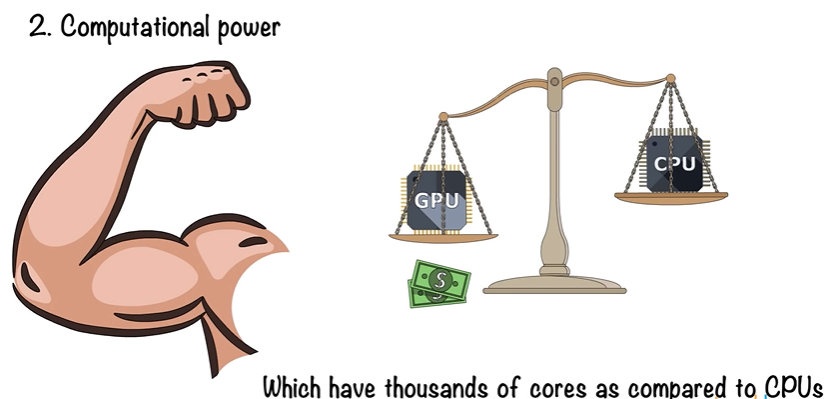 2. Computational power
GPU
CPU
$
Which have thousands of cores as compared to CPUs